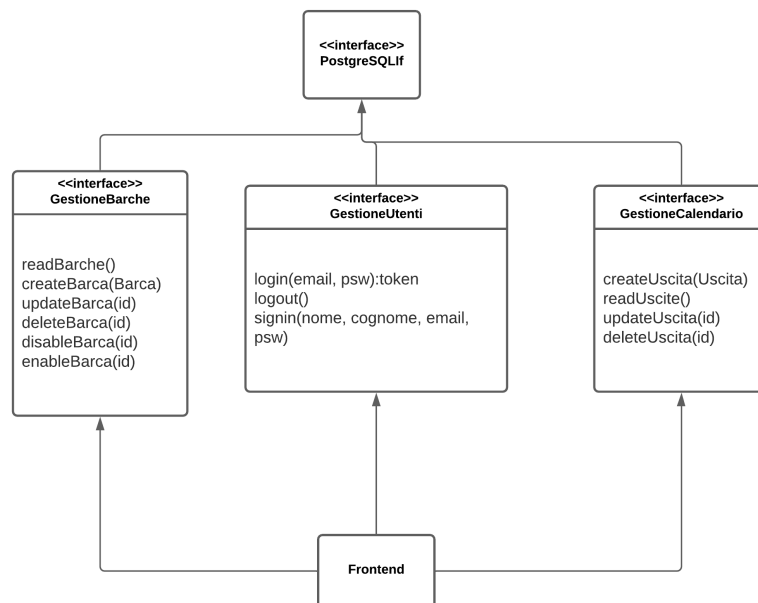 <<interface>>
PostgreSQLIf
<<interface>>
GestioneBarche
readBarche()
createBarca(Barca)
updateBarca(id)
deleteBarca(id)
disableBarca(id)
enableBarca(id)
<<interface>>
GestioneUtenti
login(email, psw):token
logout()
signin(nome, cognome, email,
psw)
<<interface>>
GestioneCalendario
createUscita(Uscita)
readUscite()
updateUscita(id)
deleteUscita(id)
Frontend